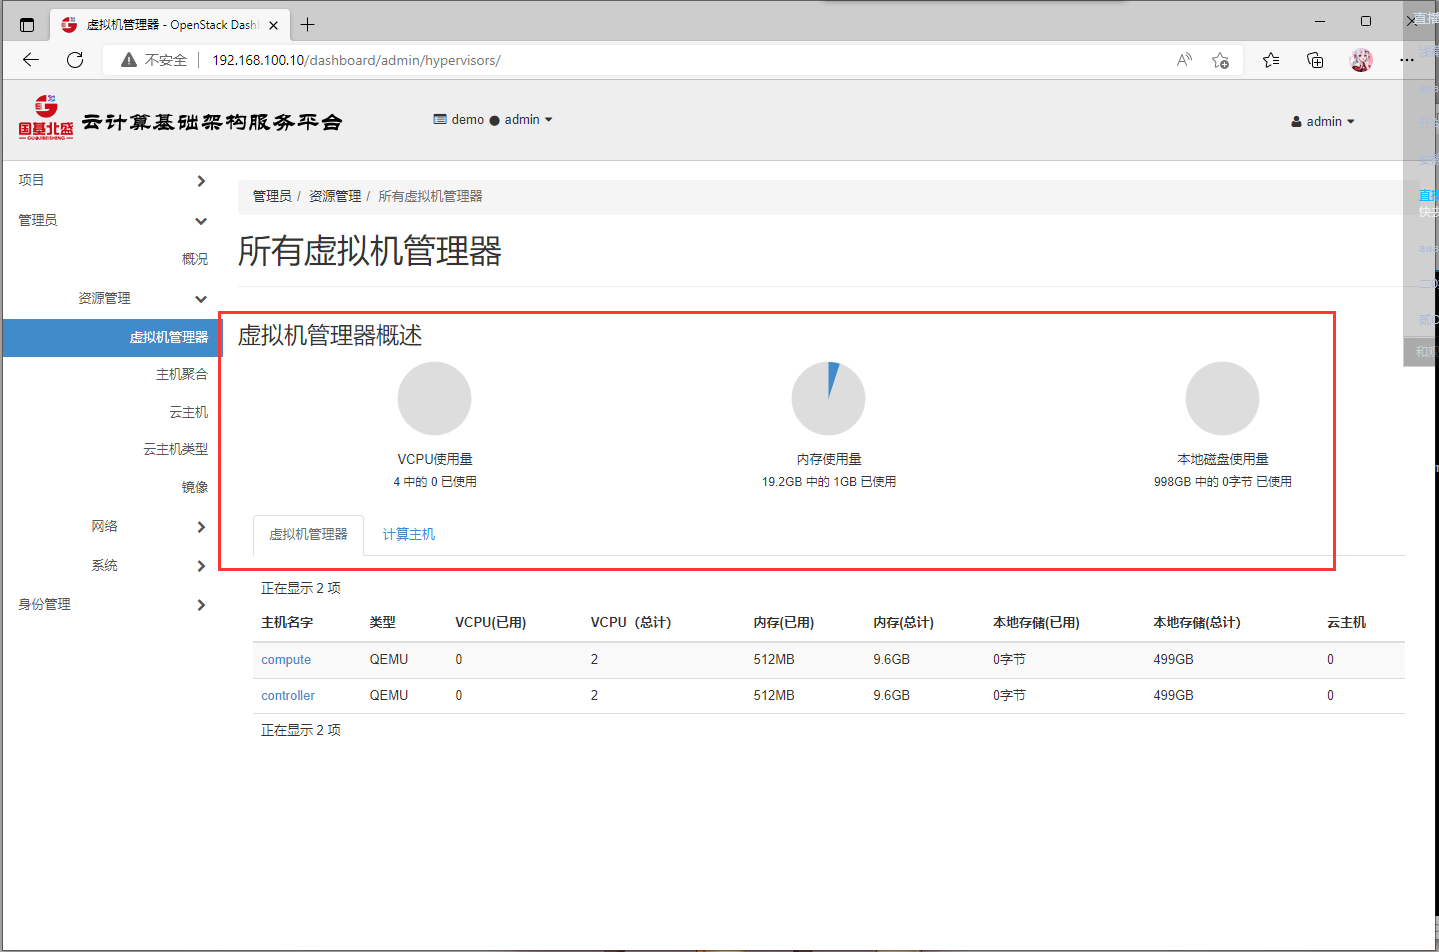 虚拟机管理器 - OpenStack Dash
不安全 192.168.100.10/dashboard/admin/hypervisors/
国基北盛
云计算基础架构服务平台
demo ● admin
admin
项目
管理员
概况
资源管理
虚拟机管理器
主机聚合
云主机
云主机类型
镜像
网络
系统
身份管理
管理员 / 资源管理 / 所有虚拟机管理器
所有虚拟机管理器
虚拟机管理器概述
VCPU使用量
4 中的 0 已使用
内存使用量
19.2GB 中的 1GB 已使用
本地磁盘使用量
998GB 中的 0字节 已使用
虚拟机管理器 计算主机
正在显示 2 项
主机名字 类型 VCPU(已用) VCPU（总计） 内存(已用) 内存(总计) 本地存储(已用) 本地存储(总计) 云主机
compute QEMU 0 2 512MB 9.6GB 0字节 499GB 0
controller QEMU 0 2 512MB 9.6GB 0字节 499GB 0
正在显示 2 项
直播
直播
快去